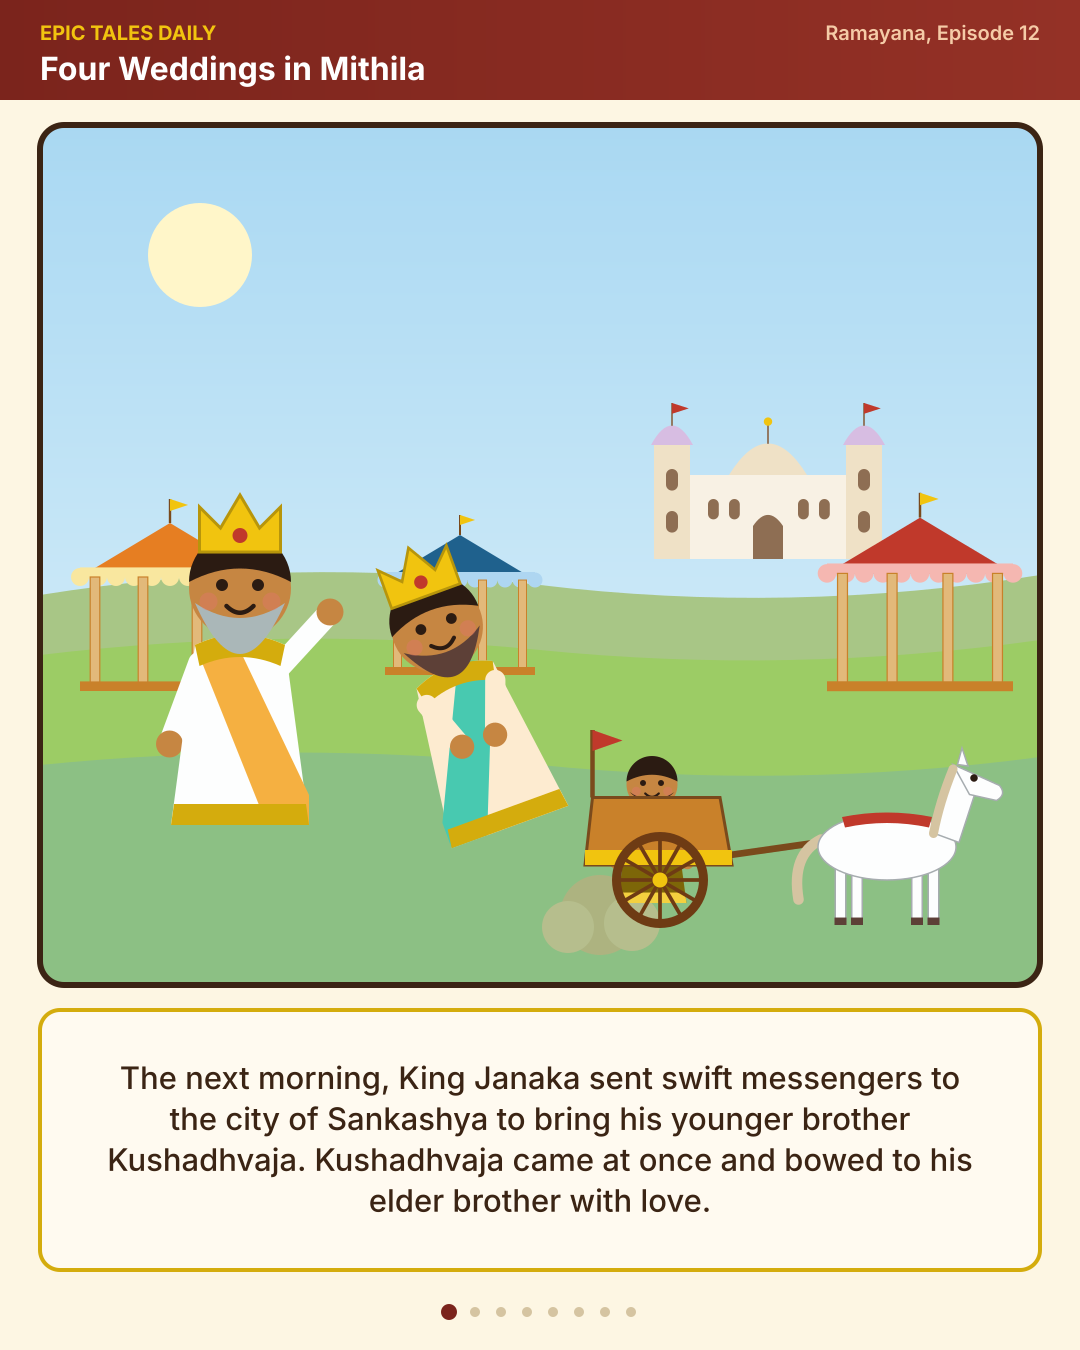 EPIC TALES DAILY
Ramayana, Episode 12
Four Weddings in Mithila
The next morning, King Janaka sent swift messengers to
the city of Sankashya to bring his younger brother
Kushadhvaja. Kushadhvaja came at once and bowed to his
elder brother with love.